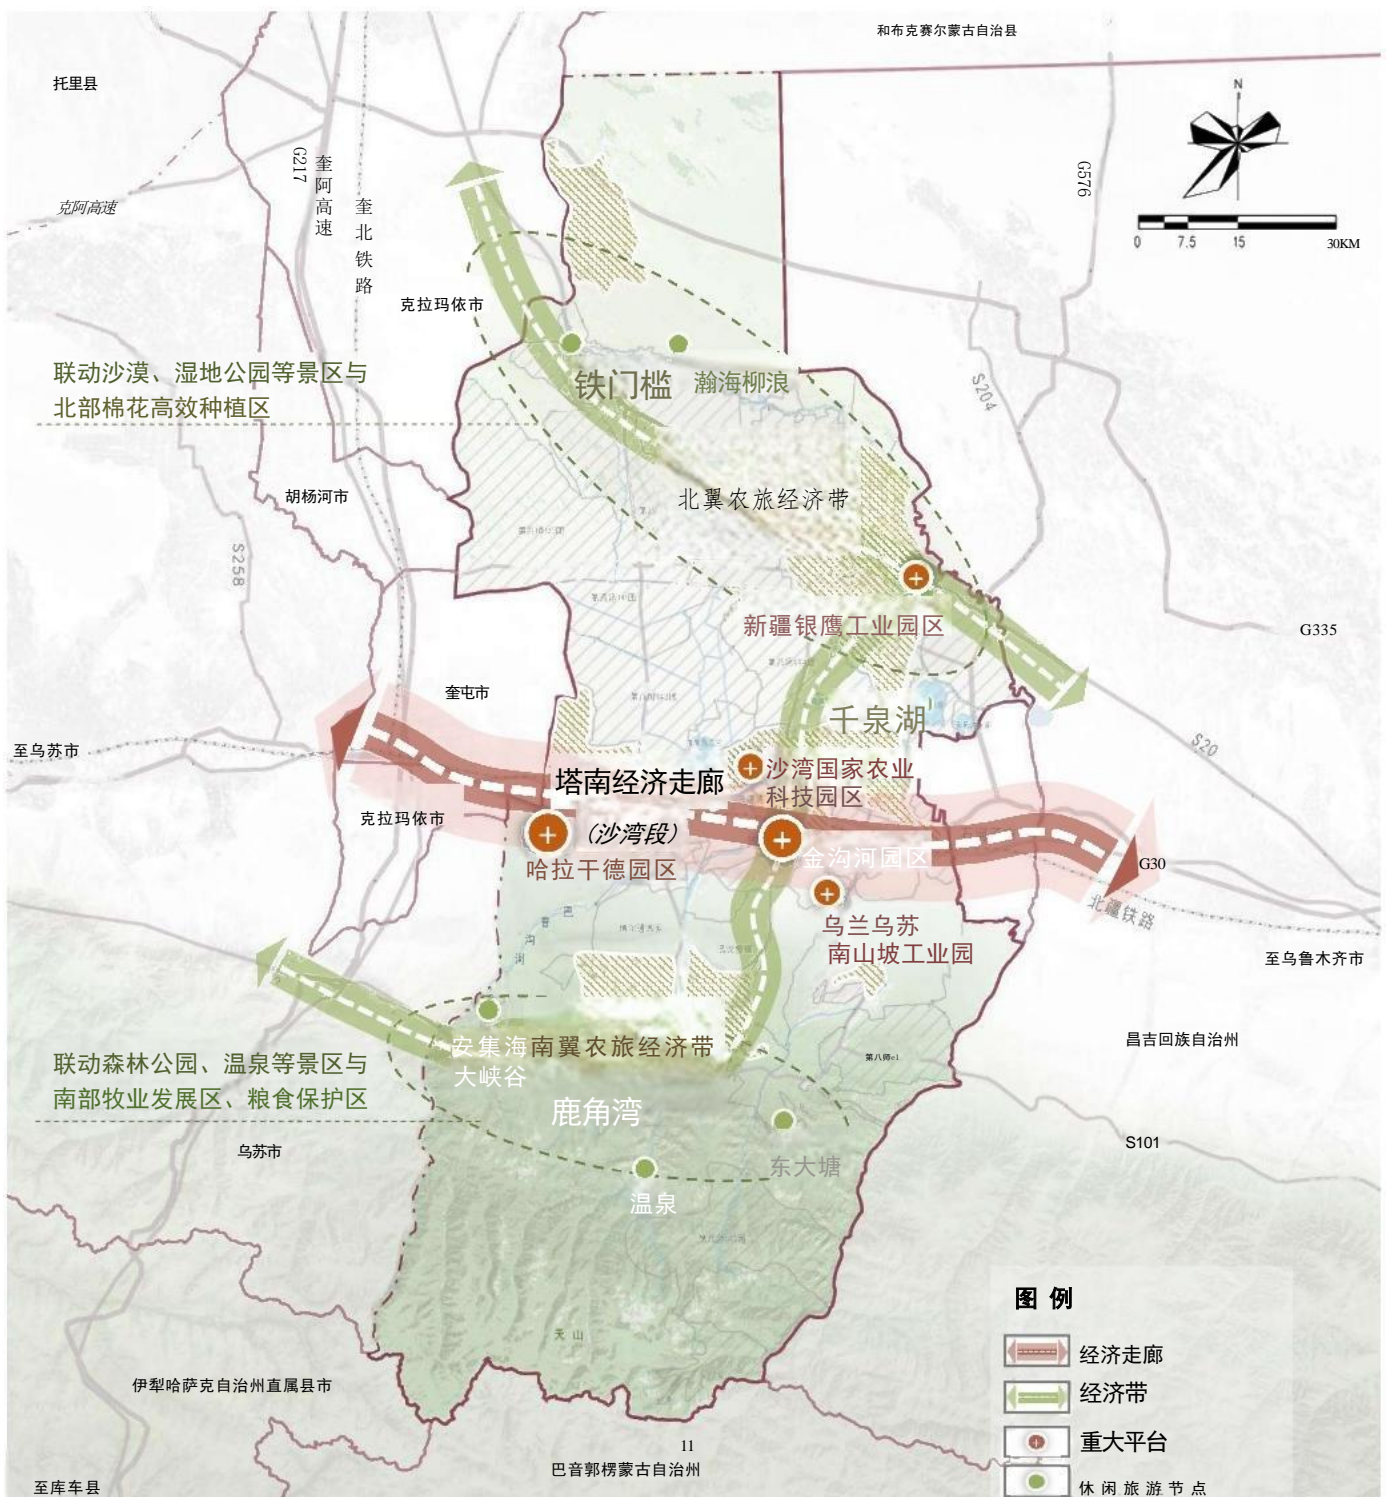 和布克赛尔蒙古自治县
托里县
N
G217
奎阿高速
奎北铁路
G576
克阿高速
0 7.5 15 30KM
克拉玛依市
联动沙漠、湿地公园等景区与
北部棉花高效种植区
铁门槛
瀚海柳浪
S204
北翼农旅经济带
胡杨河市
S258
新疆银鹰工业园区
G335
奎屯市
千泉湖
至乌苏市
S20
塔南经济走廊
沙湾国家农业
科技园区
克拉玛依市
(沙湾段)
金沟河园区
哈拉干德园区
G30
乌兰乌苏
南山坡工业园
北疆铁路
至乌鲁木齐市
安集海
大峡谷
南翼农旅经济带
昌吉回族自治州
联动森林公园、温泉等景区与
南部牧业发展区、粮食保护区
第八师e1
鹿角湾
乌苏市
S101
东大塘
温泉
天山
图例
经济走廊
伊犁哈萨克自治州直属县市
经济带
重大平台
11
巴音郭楞蒙古自治州
至库车县
休闲旅游节点